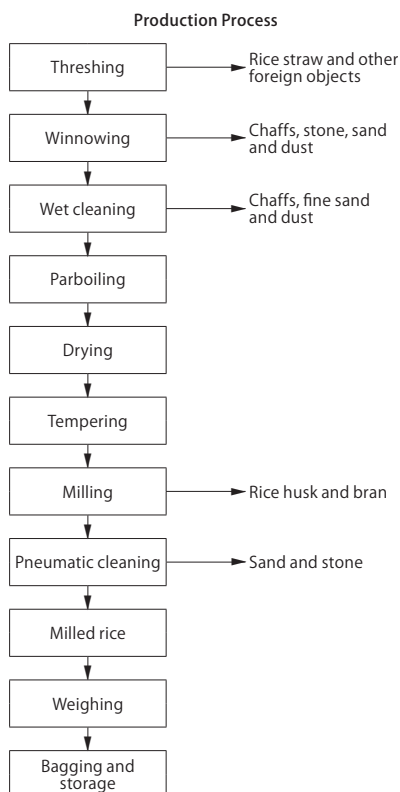 Production Process
Threshing
Rice straw and other
foreign objects
Winnowing
Chaffs, stone, sand
and dust
Wet cleaning
Chaffs, fine sand
and dust
Parboiling
Drying
Tempering
Milling
Rice husk and bran
Pneumatic cleaning
Sand and stone
Milled rice
Weighing
Bagging and
storage